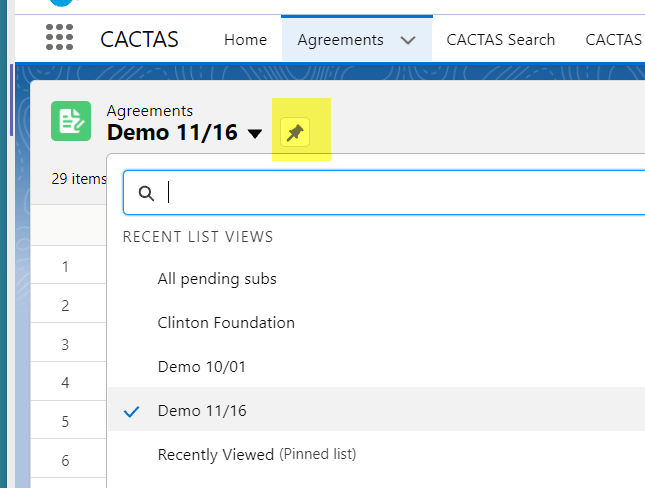 CACTAS
Home
Agreements
CACTAS Search
CACTAS
Agreements
Demo 11/16
29 items
RECENT LIST VIEWS
1
All pending subs
2
Clinton Foundation
3
Demo 10/01
4
Demo 11/16
5
Recently Viewed (Pinned list)
6